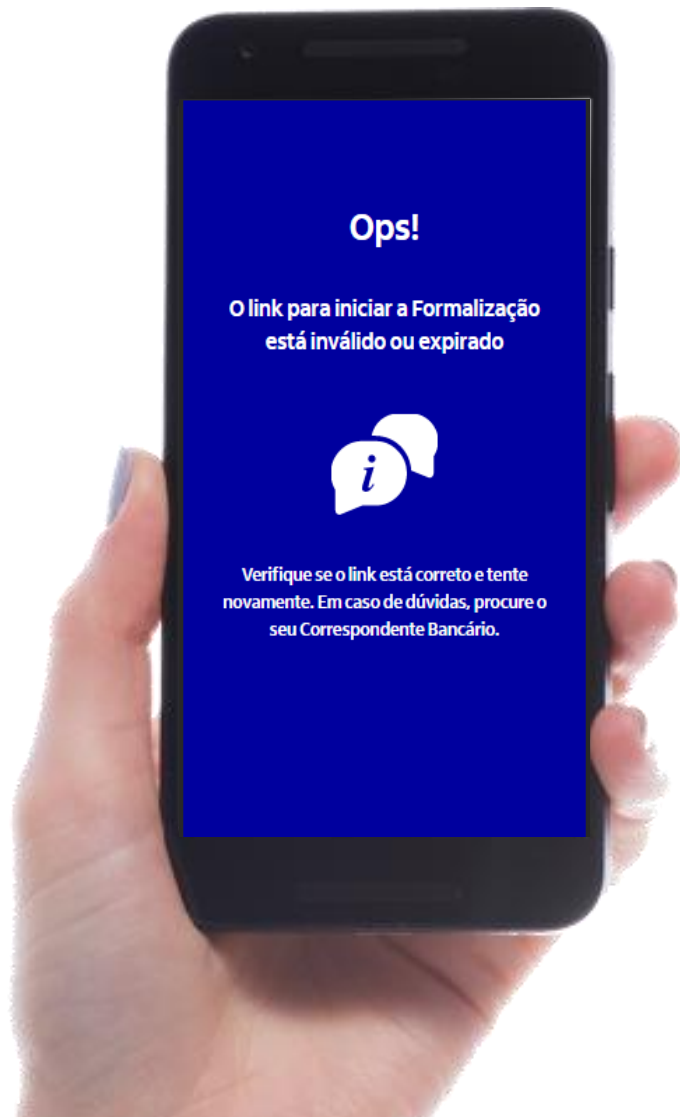 Ops!
O link para iniciar a Formalização
está inválido ou expirado
i
Verifique se o link está correto e tente
novamente. Em caso de dúvidas, procure o
seu Correspondente Bancário.